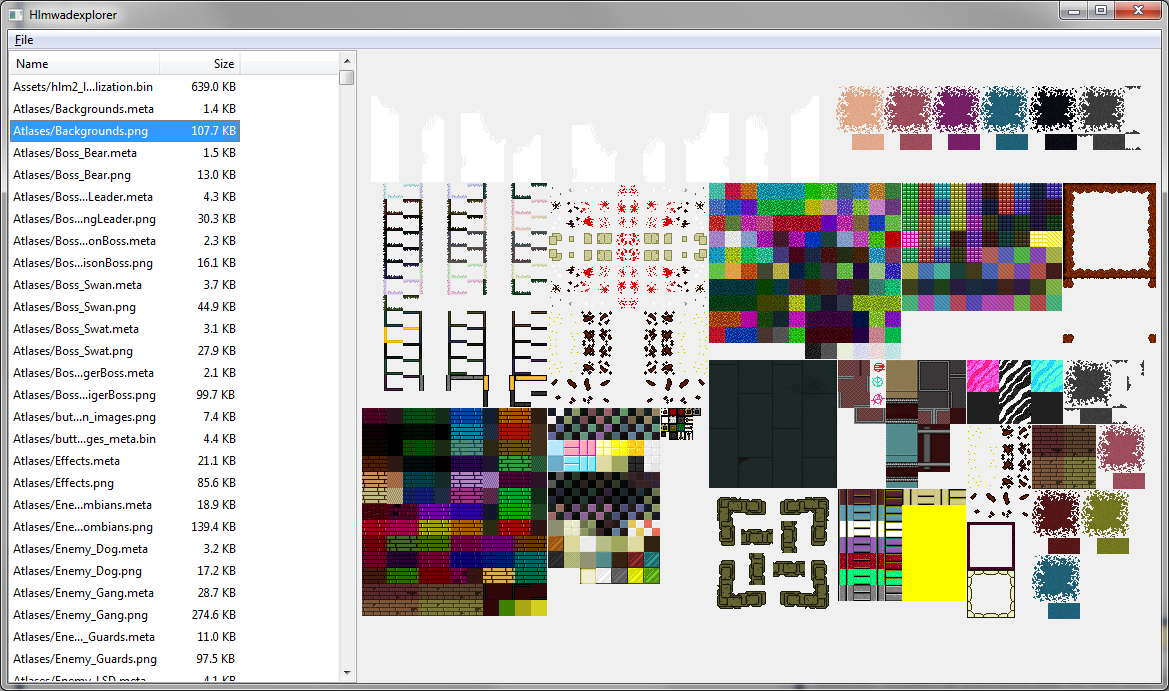 Hlmwadexplorer
File
Name Size
Assets/hlm2_l...lization.bin 639.0 KB
Atlases/Backgrounds.meta 1.4 KB
Atlases/Backgrounds.png 107.7 KB
Atlases/Boss_Bear.meta 1.5 KB
Atlases/Boss_Bear.png 13.0 KB
Atlases/Boss...Leader.meta 4.3 KB
Atlases/Bos...ngLeader.png 30.3 KB
Atlases/Boss...onBoss.meta 2.3 KB
Atlases/Bos...isonBoss.png 16.1 KB
Atlases/Boss_Swan.meta 3.7 KB
Atlases/Boss_Swan.png 44.9 KB
Atlases/Boss_Swat.meta 3.1 KB
Atlases/Boss_Swat.png 27.9 KB
Atlases/Boss...gerBoss.meta 2.1 KB
Atlases/Boss...igerBoss.png 99.7 KB
Atlases/but...n_images.png 7.4 KB
Atlases/butt...ges_meta.bin 4.4 KB
Atlases/Effects.meta 21.1 KB
Atlases/Effects.png 85.6 KB
Atlases/Ene...mbians.meta 18.9 KB
Atlases/Ene...ombians.png 139.4 KB
Atlases/Enemy_Dog.meta 3.2 KB
Atlases/Enemy_Dog.png 17.2 KB
Atlases/Enemy_Gang.meta 28.7 KB
Atlases/Enemy_Gang.png 274.6 KB
Atlases/Ene..._Guards.meta 11.0 KB
Atlases/Enemy_Guards.png 97.5 KB
Atlases/Enemy_LSD.meta 4.1 KB